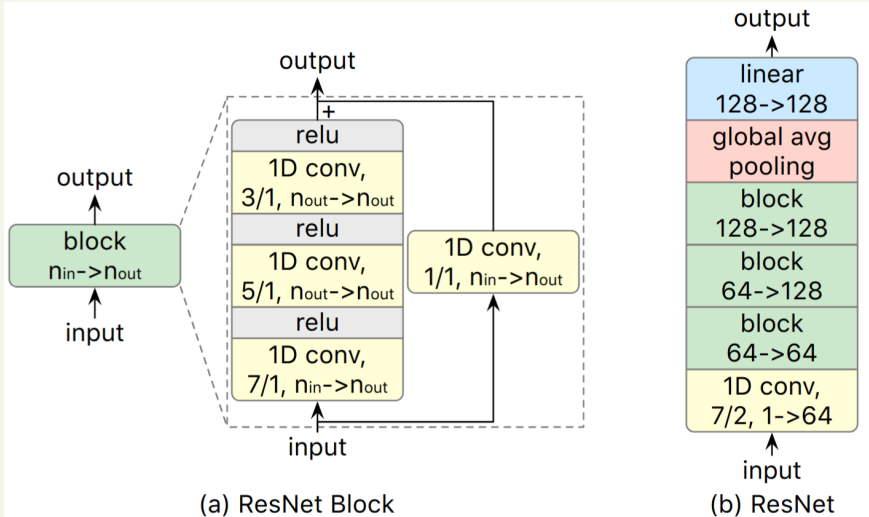 output
block
nin->nout
input
output
+
relu
1D conv,
3/1, nout->nout
relu
1D conv,
5/1, nout->nout
relu
1D conv,
7/1, nin->nout
1D conv,
1/1, nin->nout
input
(a) ResNet Block
output
linear
128->128
global avg
pooling
block
128->128
block
64->128
block
64->64
1D conv,
7/2, 1->64
input
(b) ResNet